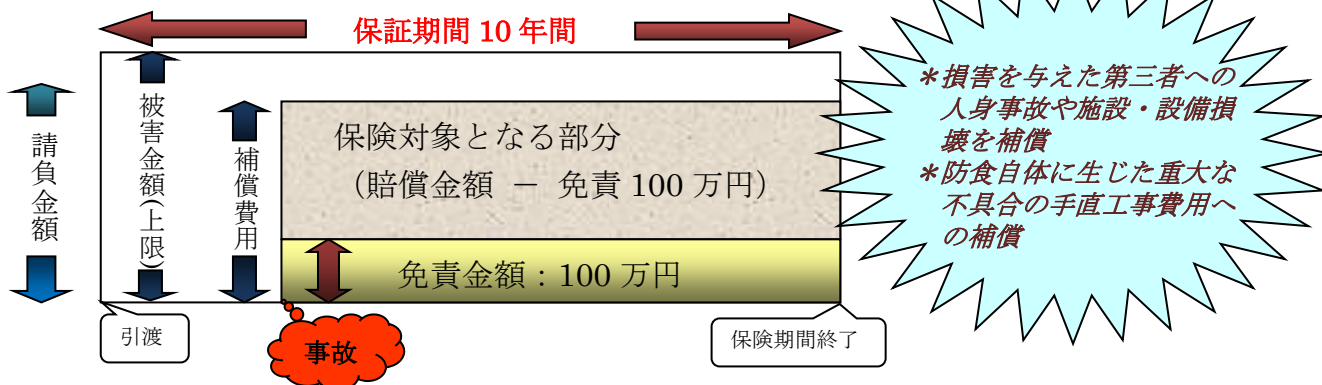 保証期間 10 年間
請負金額
被害金額(上限)
補償費用
保険対象となる部分
（賠償金額 － 免責 100 万円）
免責金額：100 万円
引渡
事故
保険期間終了
＊損害を与えた第三者への
人身事故や施設・設備損
壊を補償
＊防食自体に生じた重大な
不具合の手直工事費用へ
の補償